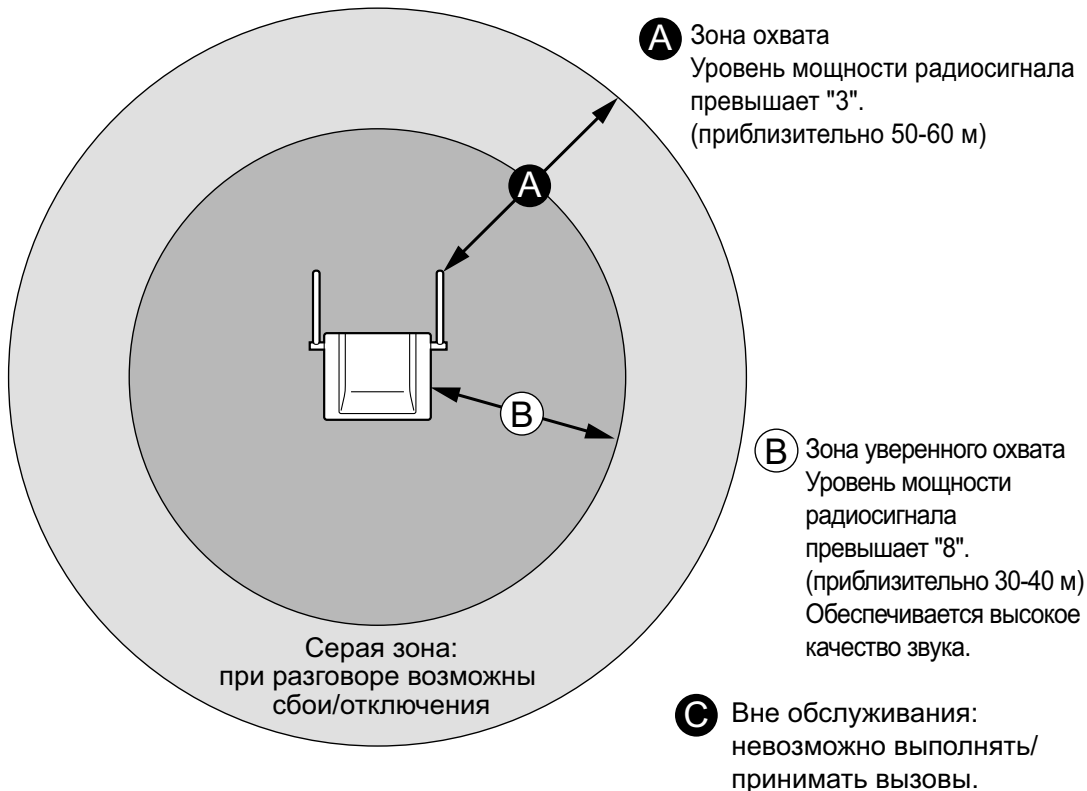 A Зона охвата
Уровень мощности радиосигнала
превышает "3".
(приблизительно 50-60 м)
A
B
B Зона уверенного охвата
Уровень мощности
радиосигнала
превышает "8".
(приблизительно 30-40 м)
Обеспечивается высокое
качество звука.
Серая зона:
при разговоре возможны
сбои/отключения
C Вне обслуживания:
невозможно выполнять/
принимать вызовы.